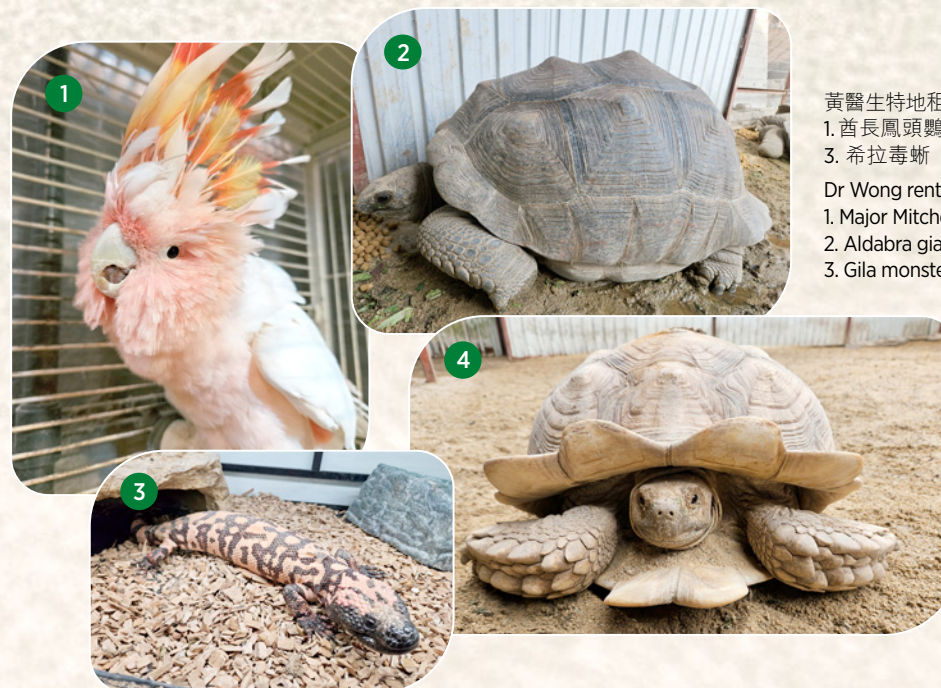 1
2
3
4
黃醫生特地租
1. 酋長鳳頭鸚
3. 希拉毒蜥
Dr Wong rent
1. Major Mitch
2. Aldabra gia
3. Gila monste